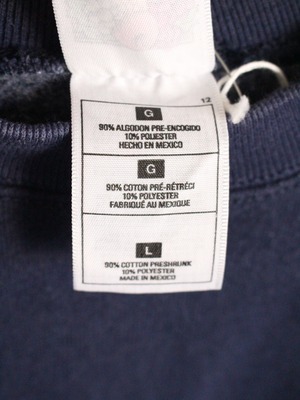 12
G
90% ALGODON PRE-ENCOGIDO
10% POLIESTER
HECHO EN MEXICO
G
90% COTON PRÉ-RÉTRÉCI
10% POLYESTER
FABRIQUÉ AU MEXIQUE
L
90% COTTON PRESHRUNK
10% POLYESTER
MADE IN MEXICO